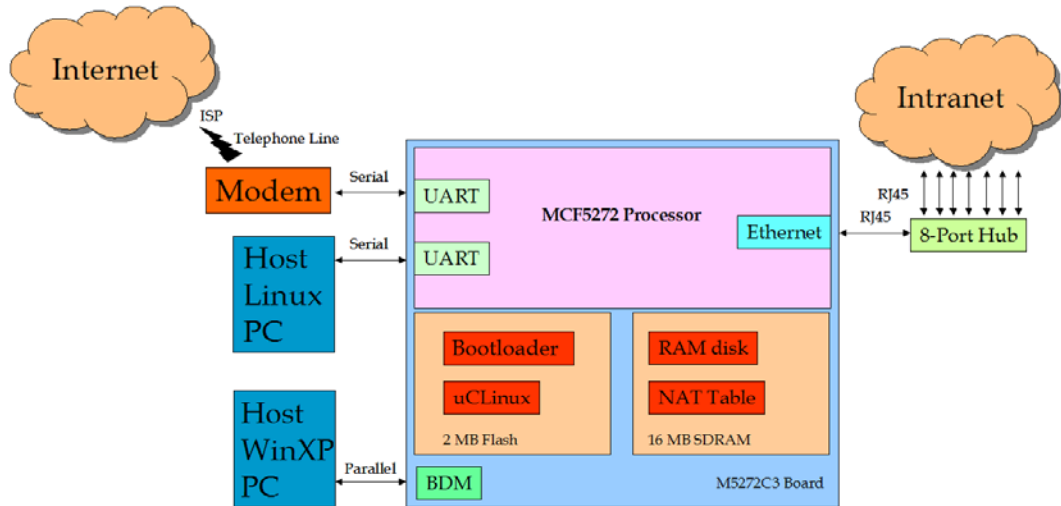 Internet
ISP
Telephone Line
Modem
Serial
UART
MCF5272 Processor
Ethernet
Intranet
RJ45
RJ45
8-Port Hub
Host
Linux
PC
Serial
UART
Bootloader
uCLinux
2 MB Flash
RAM disk
NAT Table
16 MB SDRAM
Host
WinXP
PC
Parallel
BDM
M5272C3 Board